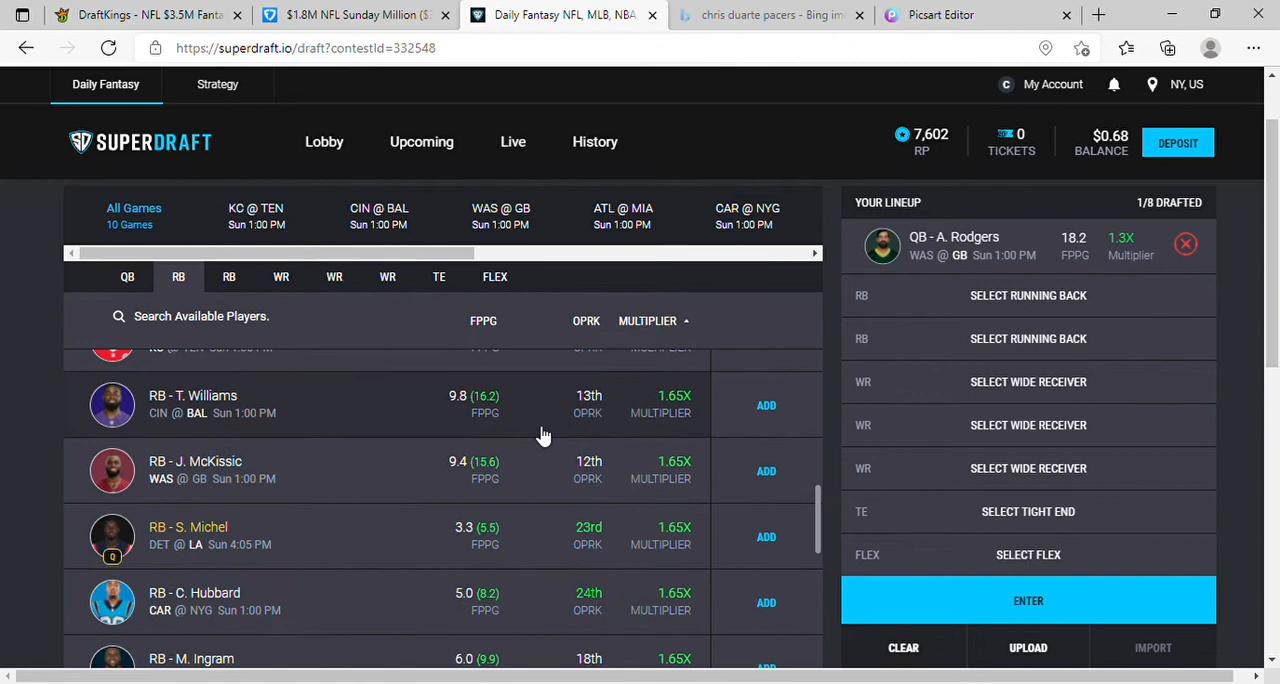 DraftKings - NFL $3.5M Fanta
$1.8M NFL Sunday Million ($
Daily Fantasy NFL, MLB, NBA,
chris duarte pacers - Bing im
Picsart Editor
https://superdraft.io/draft?contestId=332548
Daily Fantasy
Strategy
C My Account
NY, US
SUPERDRAFT
Lobby
Upcoming
Live
History
7,602
RP
0
TICKETS
$0.68
BALANCE
DEPOSIT
All Games
10 Games
KC @ TEN
Sun 1:00 PM
CIN @ BAL
Sun 1:00 PM
WAS @ GB
Sun 1:00 PM
ATL @ MIA
Sun 1:00 PM
CAR @ NYG
Sun 1:00 PM
QB RB RB WR WR WR TE FLEX
Search Available Players.
FPPG OPRK MULTIPLIER
RB - T. Williams 9.8 (16.2) 13th 1.65X
CIN @ BAL Sun 1:00 PM FPPG OPRK MULTIPLIER
ADD
RB - J. McKissic 9.4 (15.6) 12th 1.65X
WAS @ GB Sun 1:00 PM FPPG OPRK MULTIPLIER
ADD
Q
RB - S. Michel 3.3 (5.5) 23rd 1.65X
DET @ LA Sun 4:05 PM FPPG OPRK MULTIPLIER
ADD
RB - C. Hubbard 5.0 (8.2) 24th 1.65X
CAR @ NYG Sun 1:00 PM FPPG OPRK MULTIPLIER
ADD
RB - M. Ingram 6.0 (9.9) 18th 1.65X
YOUR LINEUP 1/8 DRAFTED
QB - A. Rodgers 18.2 1.3X
WAS @ GB Sun 1:00 PM FPPG Multiplier
RB SELECT RUNNING BACK
RB SELECT RUNNING BACK
WR SELECT WIDE RECEIVER
WR SELECT WIDE RECEIVER
WR SELECT WIDE RECEIVER
TE SELECT TIGHT END
FLEX SELECT FLEX
ENTER
CLEAR UPLOAD IMPORT